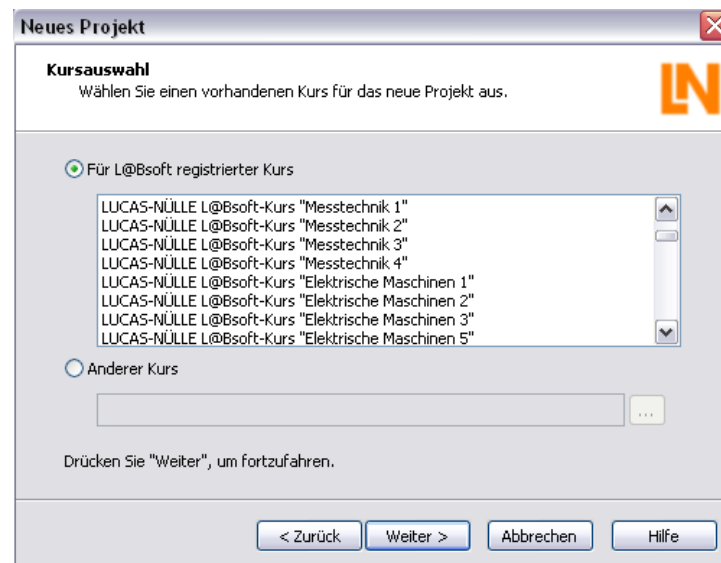 Neues Projekt
Kursauswahl
Wählen Sie einen vorhandenen Kurs für das neue Projekt aus.
LN
Für L@Bsoft registrierter Kurs
LUCAS-NÜLLE L@Bsoft-Kurs "Messtechnik 1"
LUCAS-NÜLLE L@Bsoft-Kurs "Messtechnik 2"
LUCAS-NÜLLE L@Bsoft-Kurs "Messtechnik 3"
LUCAS-NÜLLE L@Bsoft-Kurs "Messtechnik 4"
LUCAS-NÜLLE L@Bsoft-Kurs "Elektrische Maschinen 1"
LUCAS-NÜLLE L@Bsoft-Kurs "Elektrische Maschinen 2"
LUCAS-NÜLLE L@Bsoft-Kurs "Elektrische Maschinen 3"
LUCAS-NÜLLE L@Bsoft-Kurs "Elektrische Maschinen 5"
Anderer Kurs
...
Drücken Sie "Weiter", um fortzufahren.
< Zurück Weiter > Abbrechen Hilfe